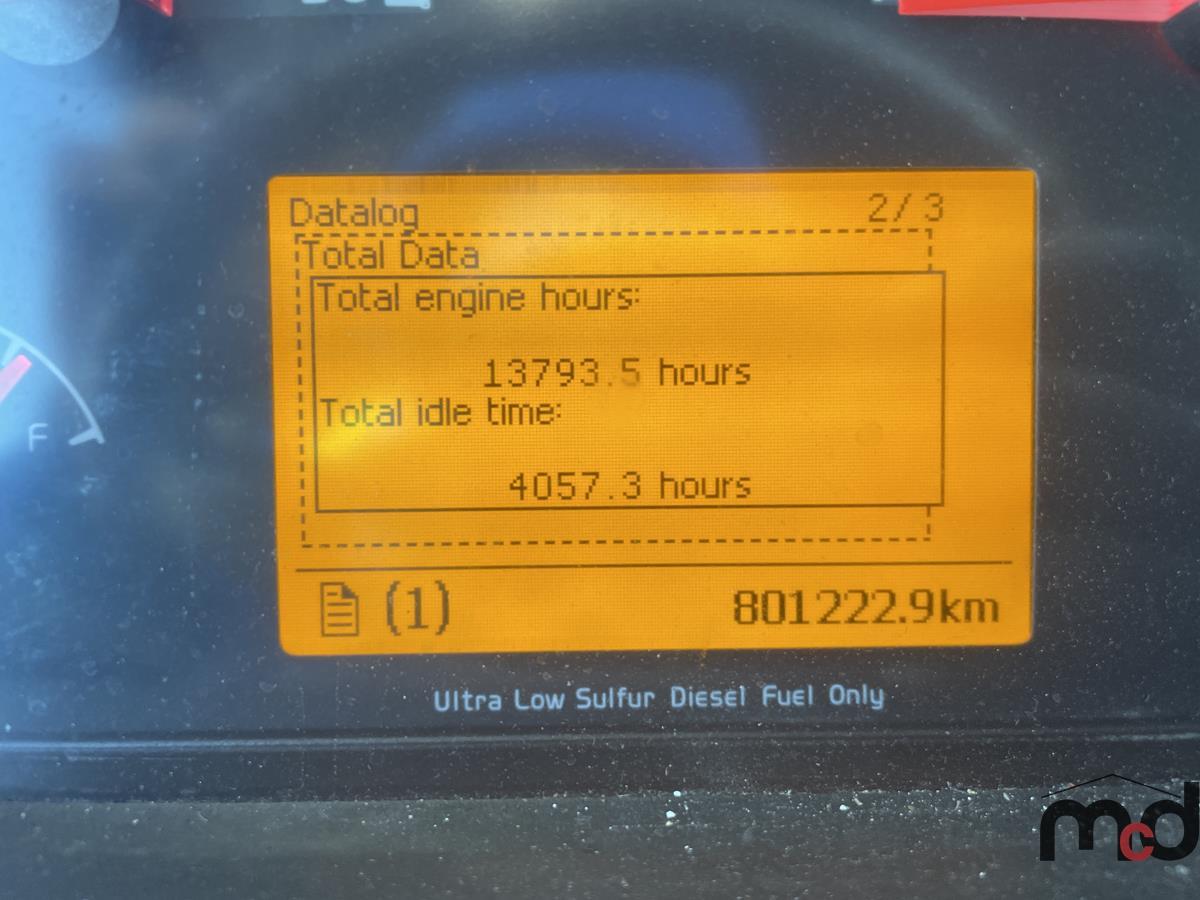 Datalog 2/3
Total Data
Total engine hours:
13793.5 hours
Total idle time:
4057.3 hours
(1) 801222.9km
F
Ultra Low Sulfur Diesel Fuel Only
mcd